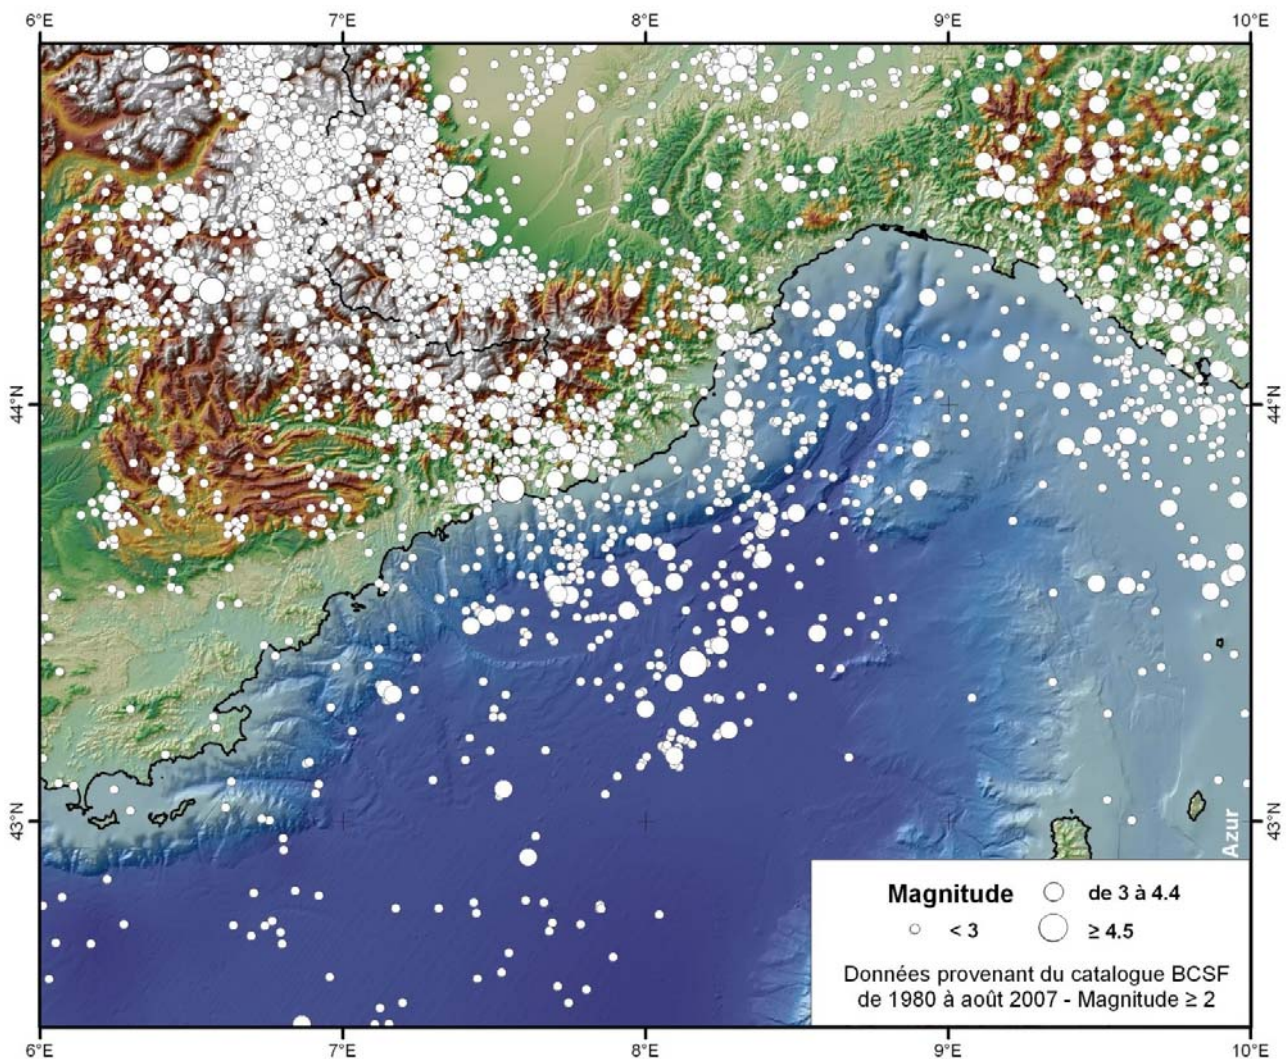 6°E 7°E 8°E 9°E 10°E
44°N 44°N
43°N 43°N
Azur
Magnitude
de 3 à 4.4
< 3
≥ 4.5
Données provenant du catalogue BCSF
de 1980 à août 2007 - Magnitude ≥ 2
6°E 7°E 8°E 9°E 10°E